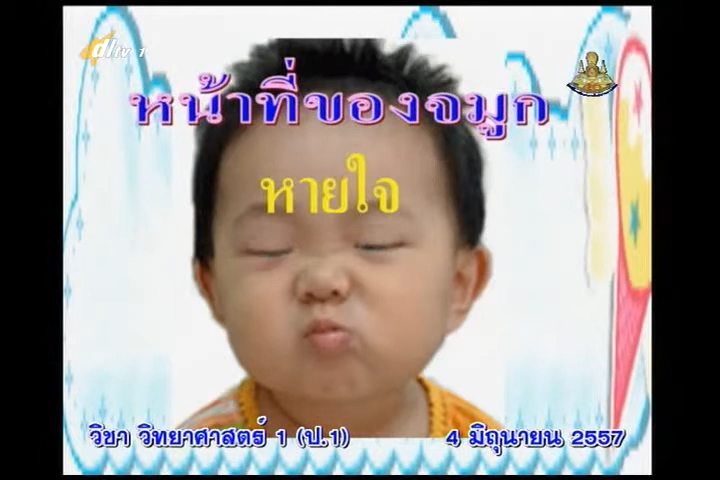 dltv 1
หน้าที่ของจมูก
หายใจ
วิชา วิทยาศาสตร์ 1 (ป.1)
4 มิถุนายน 2557